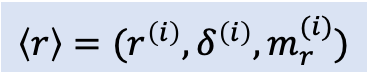 ⟨r⟩ = (r^{(i)}, δ^{(i)}, m_r^{(i)})